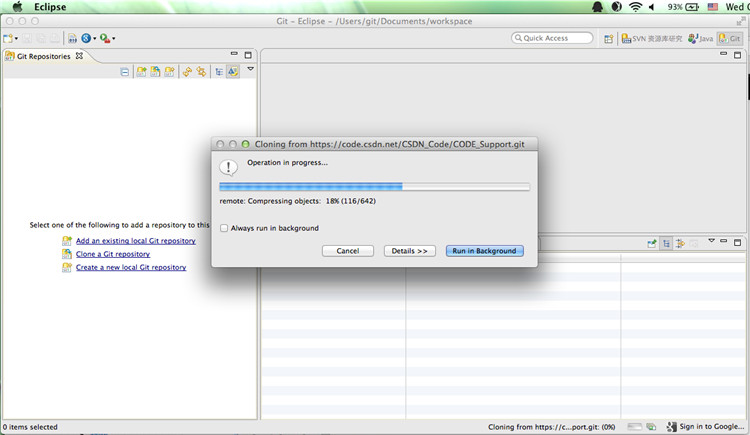 Eclipse
93%
Wed
Git - Eclipse - /Users/git/Documents/workspace
Quick Access
SVN 资源库研究
Java
Git
Git Repositories
Cloning from https://code.csdn.net/CSDN_Code/CODE_Support.git
Operation in progress...
remote: Compressing objects: 18% (116/642)
Always run in background
Cancel
Details >>
Run in Background
Select one of the following to add a repository to this
Add an existing local Git repository
Clone a Git repository
Create a new local Git repository
0 items selected
Cloning from https://c...port.git: (0%)
Sign in to Google...